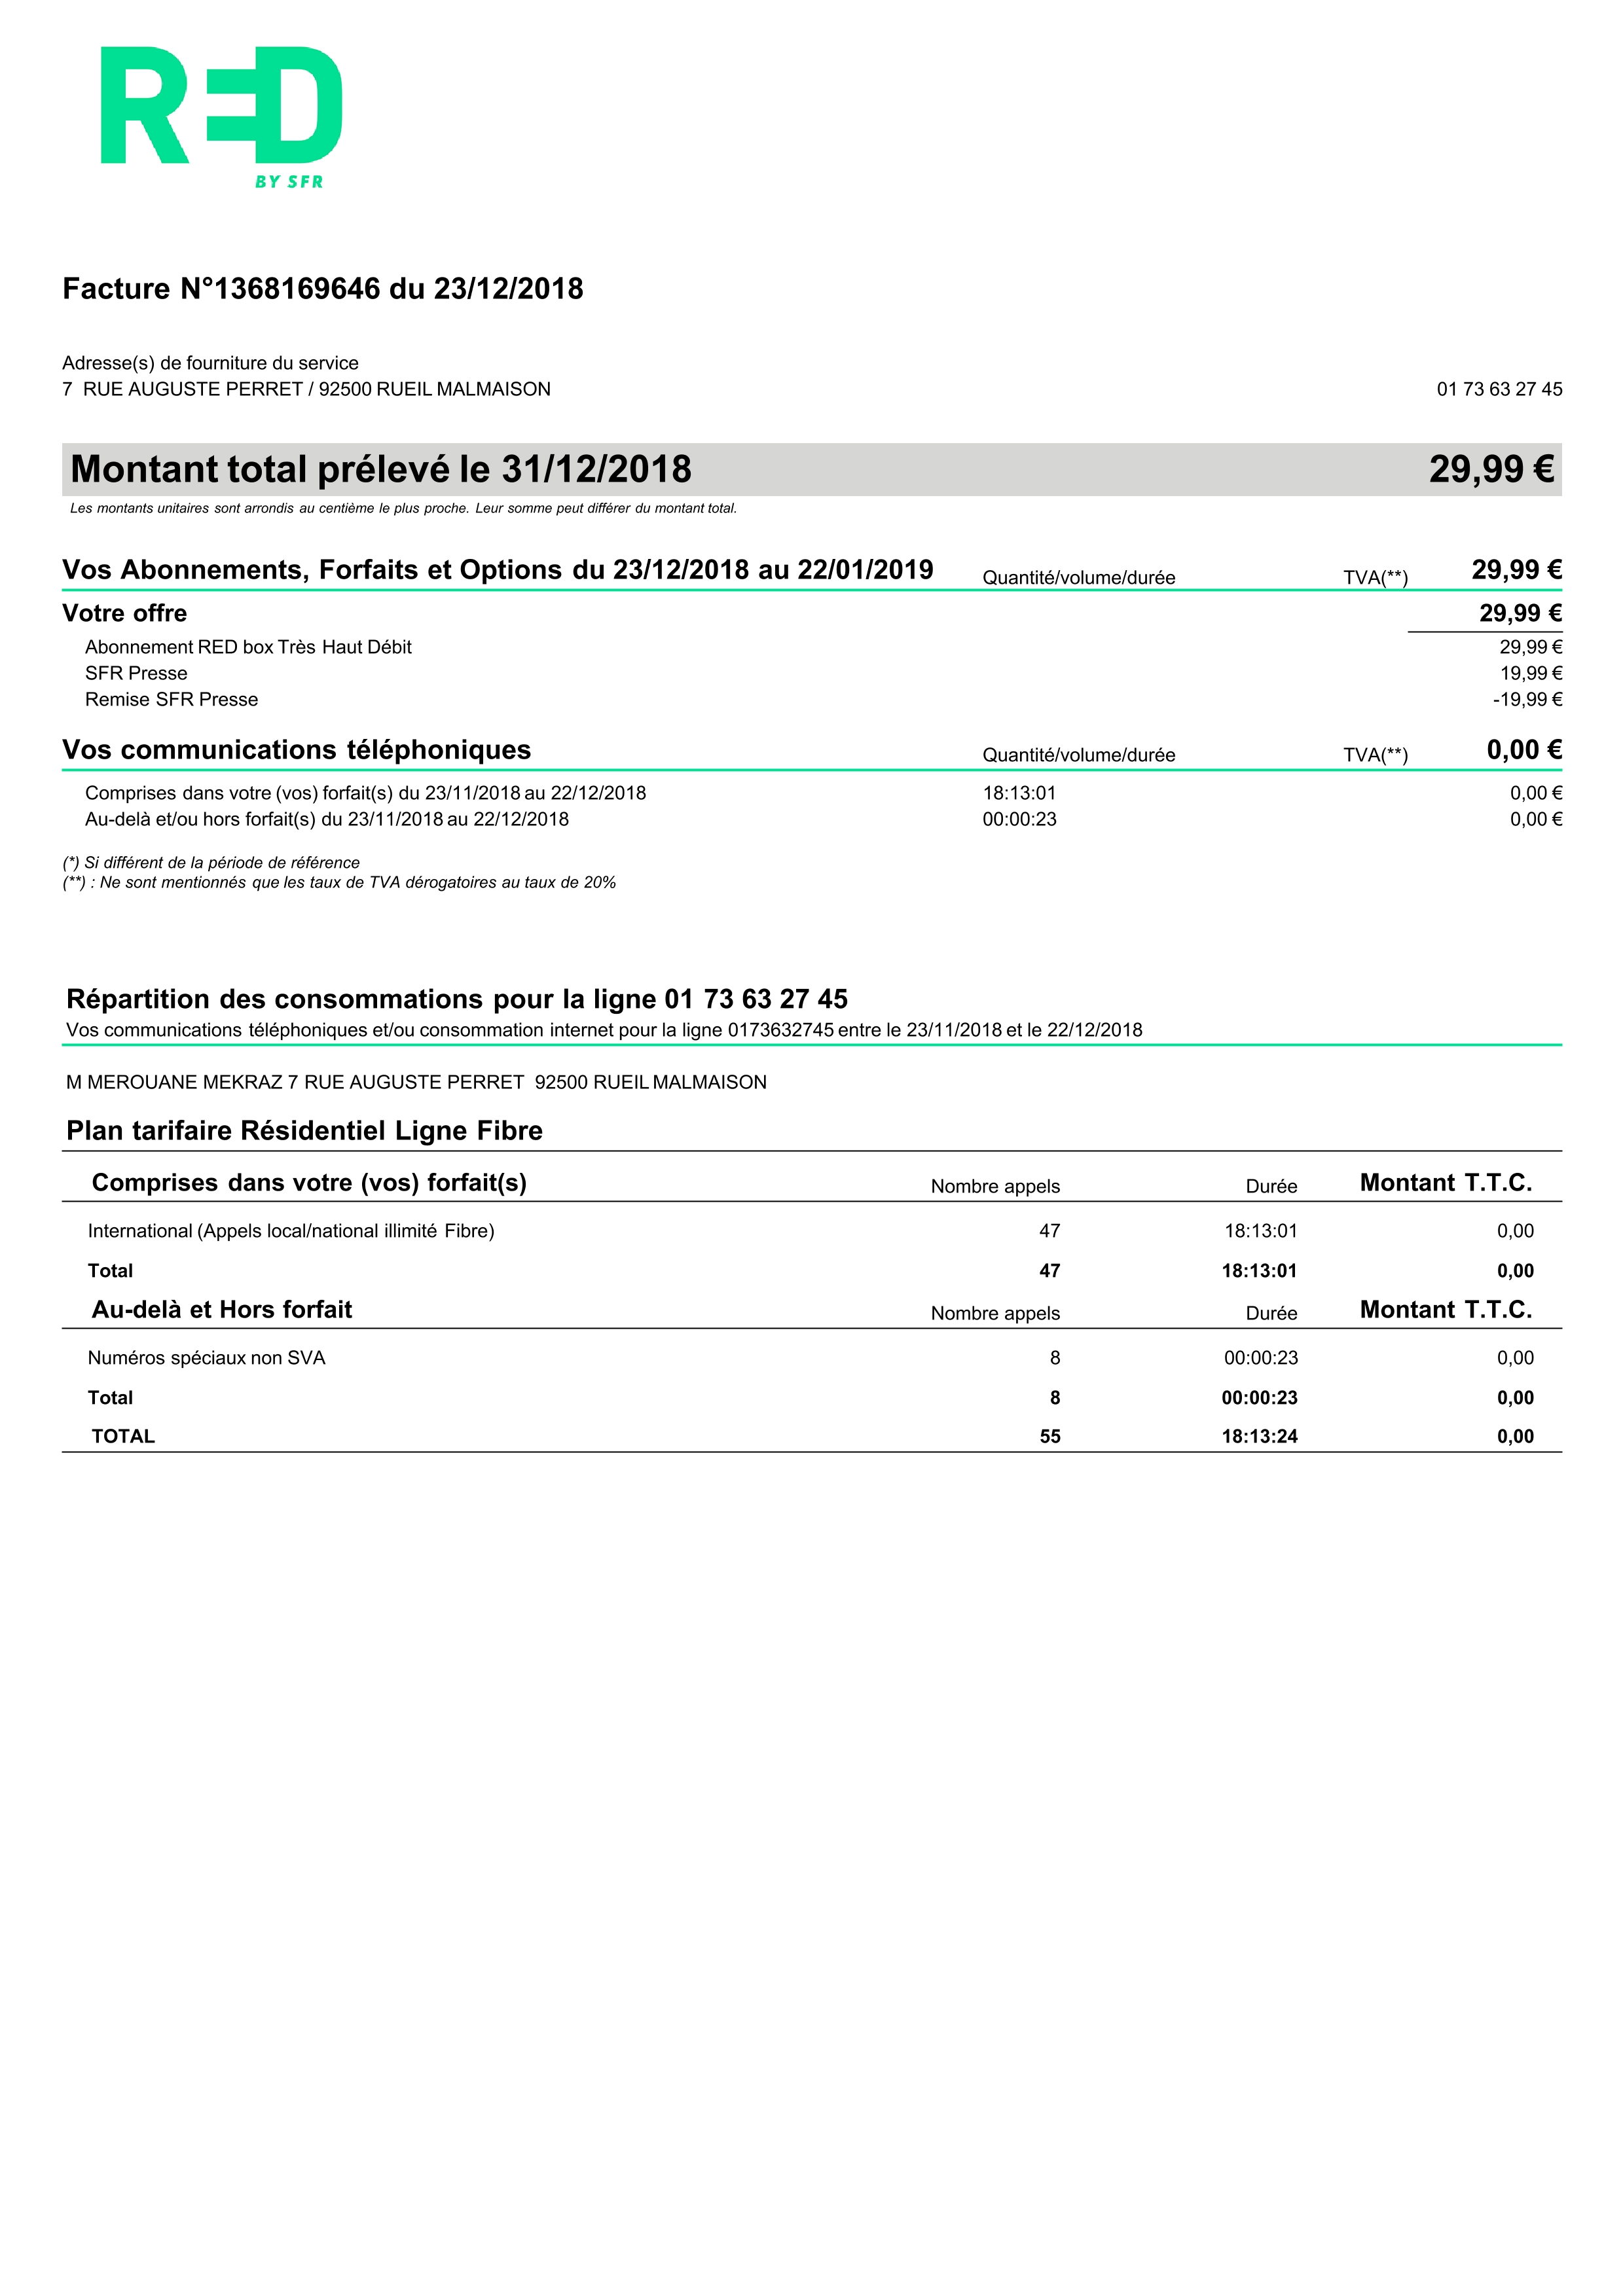 RED
BY SFR
Facture N°1368169646 du 23/12/2018
Adresse(s) de fourniture du service
7 RUE AUGUSTE PERRET / 92500 RUEIL MALMAISON 01 73 63 27 45
Montant total prélevé le 31/12/2018 29,99 €
Les montants unitaires sont arrondis au centième le plus proche. Leur somme peut différer du montant total.
Vos Abonnements, Forfaits et Options du 23/12/2018 au 22/01/2019 Quantité/volume/durée TVA(**) 29,99 €
Votre offre 29,99 €
Abonnement RED box Très Haut Débit 29,99 €
SFR Presse 19,99 €
Remise SFR Presse -19,99 €
Vos communications téléphoniques Quantité/volume/durée TVA(**) 0,00 €
Comprises dans votre (vos) forfait(s) du 23/11/2018 au 22/12/2018 18:13:01 0,00 €
Au-delà et/ou hors forfait(s) du 23/11/2018 au 22/12/2018 00:00:23 0,00 €
(*) Si différent de la période de référence
(**) : Ne sont mentionnés que les taux de TVA dérogatoires au taux de 20%
Répartition des consommations pour la ligne 01 73 63 27 45
Vos communications téléphoniques et/ou consommation internet pour la ligne 0173632745 entre le 23/11/2018 et le 22/12/2018
M MEROUANE MEKRAZ 7 RUE AUGUSTE PERRET 92500 RUEIL MALMAISON
Plan tarifaire Résidentiel Ligne Fibre
Comprises dans votre (vos) forfait(s) Nombre appels Durée Montant T.T.C.
International (Appels local/national illimité Fibre) 47 18:13:01 0,00
Total 47 18:13:01 0,00
Au-delà et Hors forfait Nombre appels Durée Montant T.T.C.
Numéros spéciaux non SVA 8 00:00:23 0,00
Total 8 00:00:23 0,00
TOTAL 55 18:13:24 0,00